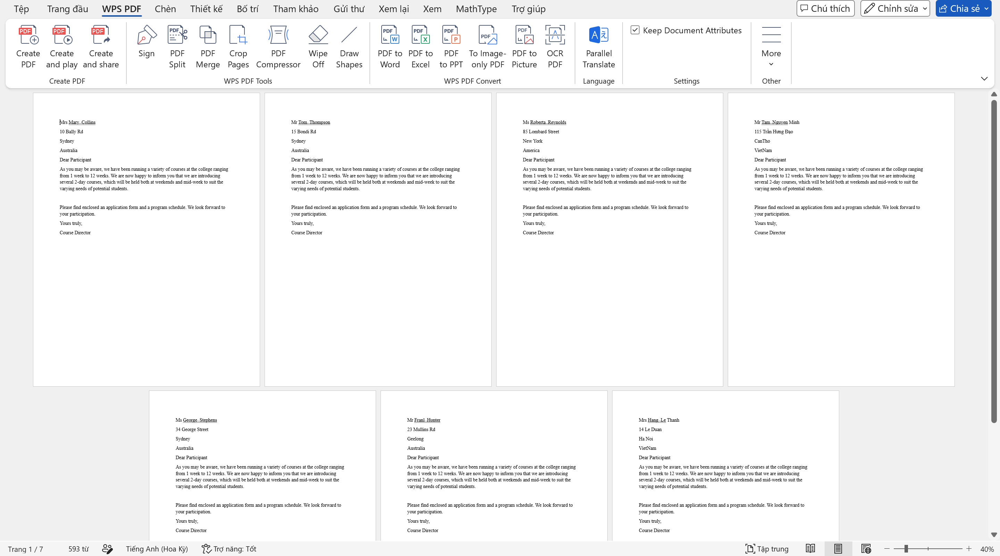 Tệp Trang đầu WPS PDF Chèn Thiết kế Bố trí Tham khảo Gửi thư Xem lại Xem MathType Trợ giúp Chú thích Chỉnh sửa Chia sẻ
PDF PDF PDF PDF PDF PDF PDF PDF PDF Keep Document Attributes
W X P A
Create PDF
Create and play
Create and share
Sign
PDF Split
PDF Merge
Crop Pages
PDF Compressor
Wipe Off
Draw Shapes
PDF to Word
PDF to Excel
PDF to PPT
To Image-only PDF
PDF to Picture
OCR PDF
Parallel Translate
More
Create PDF WPS PDF Tools WPS PDF Convert Language Settings Other
Mrs Mary Collins
10 Bally Rd
Sydney
Australia
Dear Participant
As you may be aware, we have been running a variety of courses at the college ranging
from 1 week to 12 weeks. We are now happy to inform you that we are introducing
several 2-day courses, which will be held both at weekends and mid-week to suit the
varying needs of potential students.
Please find enclosed an application form and a program schedule. We look forward to
your participation.
Yours truly,
Course Director
Mr Tom Thompson
15 Bondi Rd
Sydney
Australia
Dear Participant
As you may be aware, we have been running a variety of courses at the college ranging
from 1 week to 12 weeks. We are now happy to inform you that we are introducing
several 2-day courses, which will be held both at weekends and mid-week to suit the
varying needs of potential students.
Please find enclosed an application form and a program schedule. We look forward to
your participation.
Yours truly,
Course Director
Ms Roberta Reynolds
85 Lombard Street
New York
America
Dear Participant
As you may be aware, we have been running a variety of courses at the college ranging
from 1 week to 12 weeks. We are now happy to inform you that we are introducing
several 2-day courses, which will be held both at weekends and mid-week to suit the
varying needs of potential students.
Please find enclosed an application form and a program schedule. We look forward to
your participation.
Yours truly,
Course Director
Mr Tam Nguyen Minh
115 Trần Hưng Đạo
CanTho
VietNam
Dear Participant
As you may be aware, we have been running a variety of courses at the college ranging
from 1 week to 12 weeks. We are now happy to inform you that we are introducing
several 2-day courses, which will be held both at weekends and mid-week to suit the
varying needs of potential students.
Please find enclosed an application form and a program schedule. We look forward to
your participation.
Yours truly,
Course Director
Ms George Stephens
34 George Street
Sydney
Australia
Dear Participant
As you may be aware, we have been running a variety of courses at the college ranging
from 1 week to 12 weeks. We are now happy to inform you that we are introducing
several 2-day courses, which will be held both at weekends and mid-week to suit the
varying needs of potential students.
Please find enclosed an application form and a program schedule. We look forward to
your participation.
Yours truly,
Course Director
Mr Franl Hunter
23 Mullins Rd
Geelong
Australia
Dear Participant
As you may be aware, we have been running a variety of courses at the college ranging
from 1 week to 12 weeks. We are now happy to inform you that we are introducing
several 2-day courses, which will be held both at weekends and mid-week to suit the
varying needs of potential students.
Please find enclosed an application form and a program schedule. We look forward to
your participation.
Yours truly,
Course Director
Mrs Hang Le Thanh
14 Le Duan
Ha Noi
VietNam
Dear Participant
As you may be aware, we have been running a variety of courses at the college ranging
from 1 week to 12 weeks. We are now happy to inform you that we are introducing
several 2-day courses, which will be held both at weekends and mid-week to suit the
varying needs of potential students.
Please find enclosed an application form and a program schedule. We look forward to
your participation.
Yours truly,
Course Director
Trang 1 / 7 593 từ Tiếng Anh (Hoa Kỳ) Trợ năng: Tốt Tập trung 40%